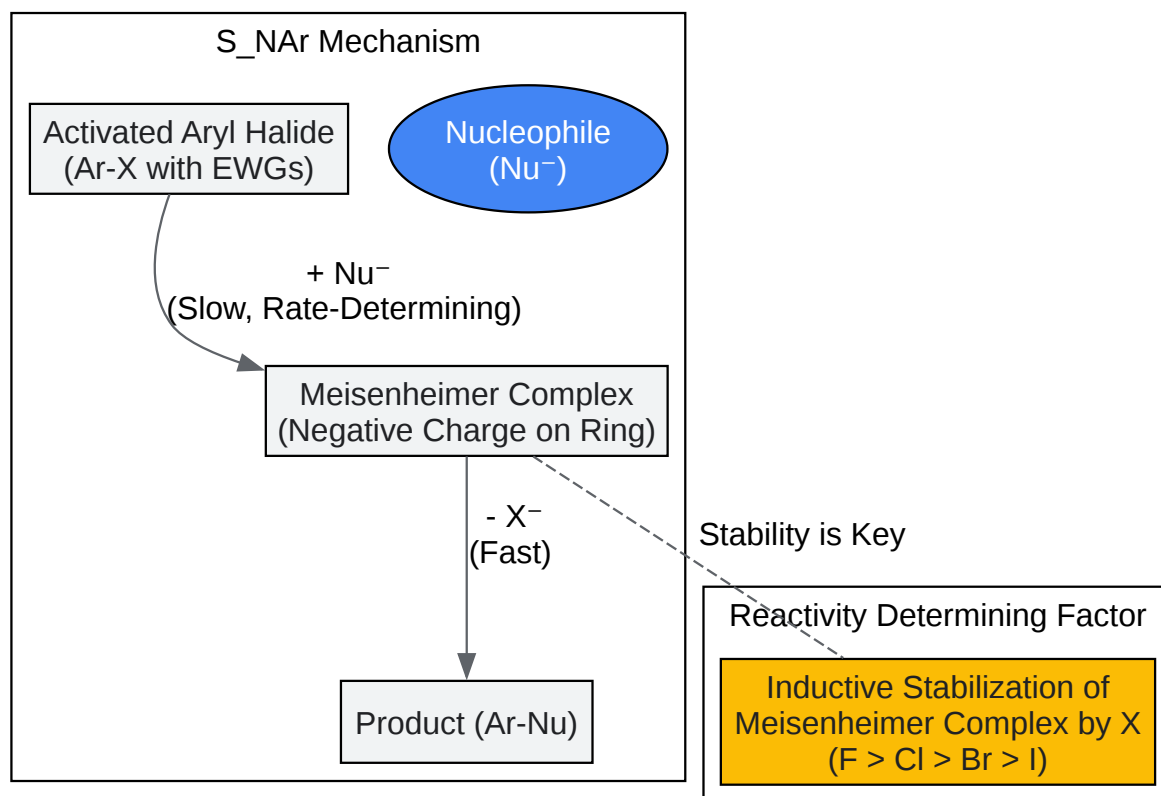 S_NAr Mechanism
Activated Aryl Halide
(Ar-X with EWGs)
Nucleophile
(Nu⁻)
+ Nu⁻
(Slow, Rate-Determining)
Meisenheimer Complex
(Negative Charge on Ring)
- X⁻
(Fast)
Stability is Key
Product (Ar-Nu)
Reactivity Determining Factor
Inductive Stabilization of
Meisenheimer Complex by X
(F > Cl > Br > I)